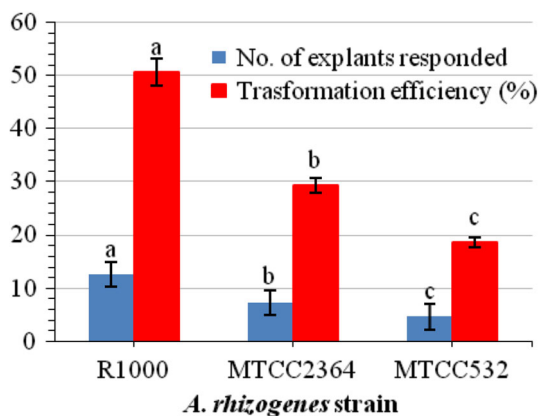 60
50
40
30
20
10
0
No. of explants responded
Trasformation efficiency (%)
a
a
b
b
c
c
R1000 MTCC2364 MTCC532
A. rhizogenes strain